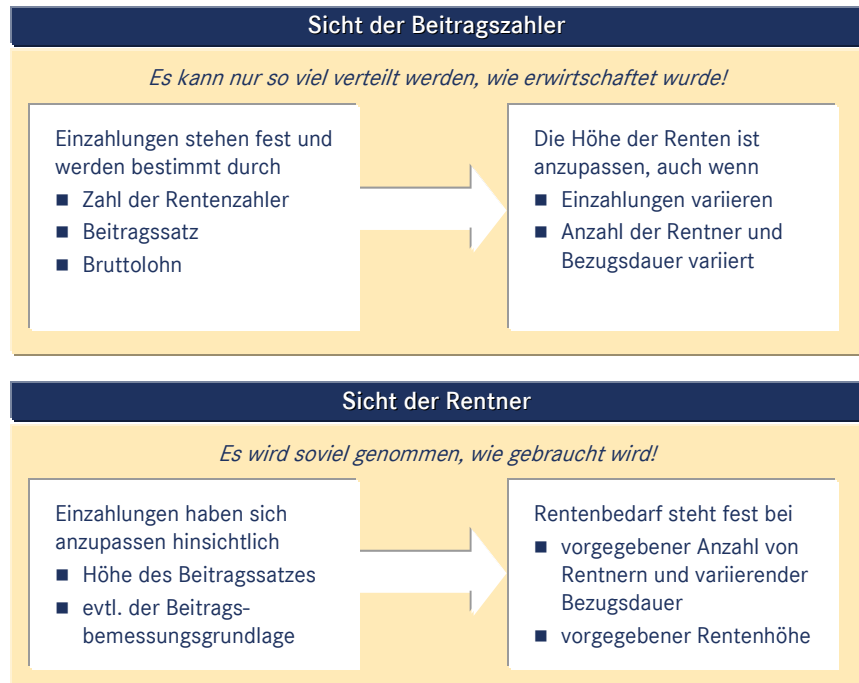 Sicht der Beitragszahler
Es kann nur so viel verteilt werden, wie erwirtschaftet wurde!
Einzahlungen stehen fest und
werden bestimmt durch
■ Zahl der Rentenzahler
■ Beitragssatz
■ Bruttolohn
Die Höhe der Renten ist
anzupassen, auch wenn
■ Einzahlungen variieren
■ Anzahl der Rentner und
Bezugsdauer variiert
Sicht der Rentner
Es wird soviel genommen, wie gebraucht wird!
Einzahlungen haben sich
anzupassen hinsichtlich
■ Höhe des Beitragssatzes
■ evtl. der Beitrags-
bemessungsgrundlage
Rentenbedarf steht fest bei
■ vorgegebener Anzahl von
Rentnern und variierender
Bezugsdauer
■ vorgegebener Rentenhöhe